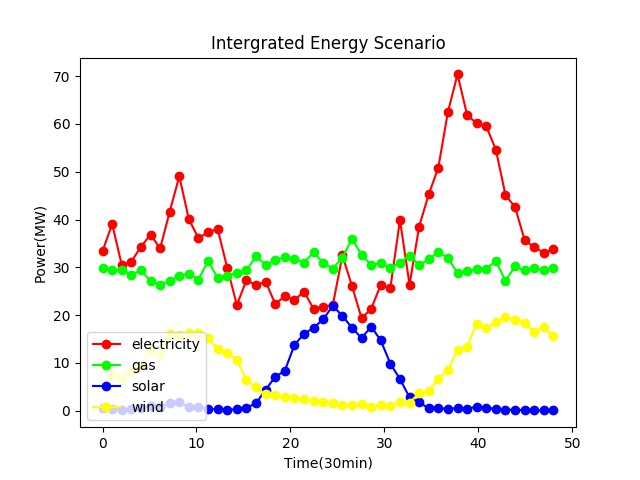 Intergrated Energy Scenario
Power(MW)
70
60
50
40
30
20
10
0
electricity
gas
solar
wind
0 10 20 30 40 50
Time(30min)